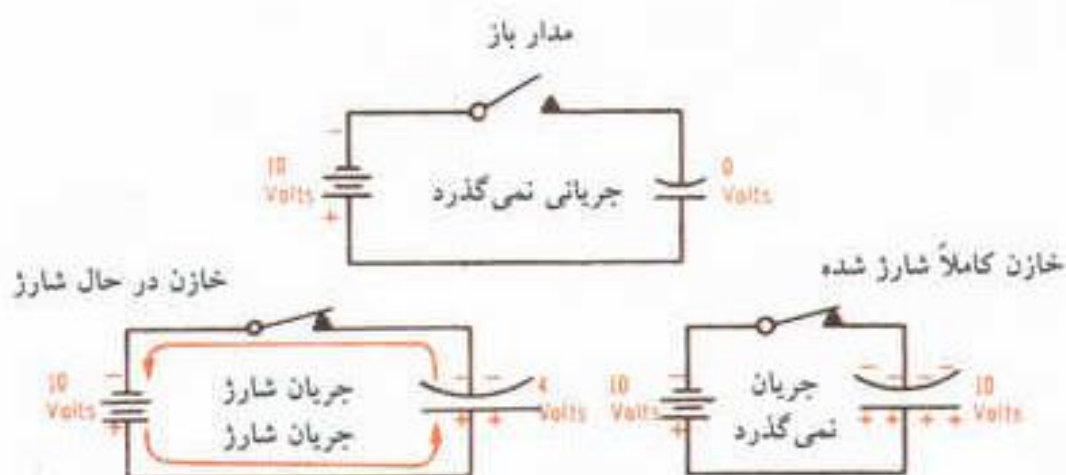 مدار باز
−
10
Volts
+
جریانی نمی‌گذرد
0
Volts
خازن در حال شارژ
خازن کاملاً شارژ شده
10
Volts
−
+
جریان شارژ
جریان شارژ
− −
+ +
4
Volts
10
Volts
−
+
جریان
نمی‌گذرد
− − − −
+ + + +
10
Volts